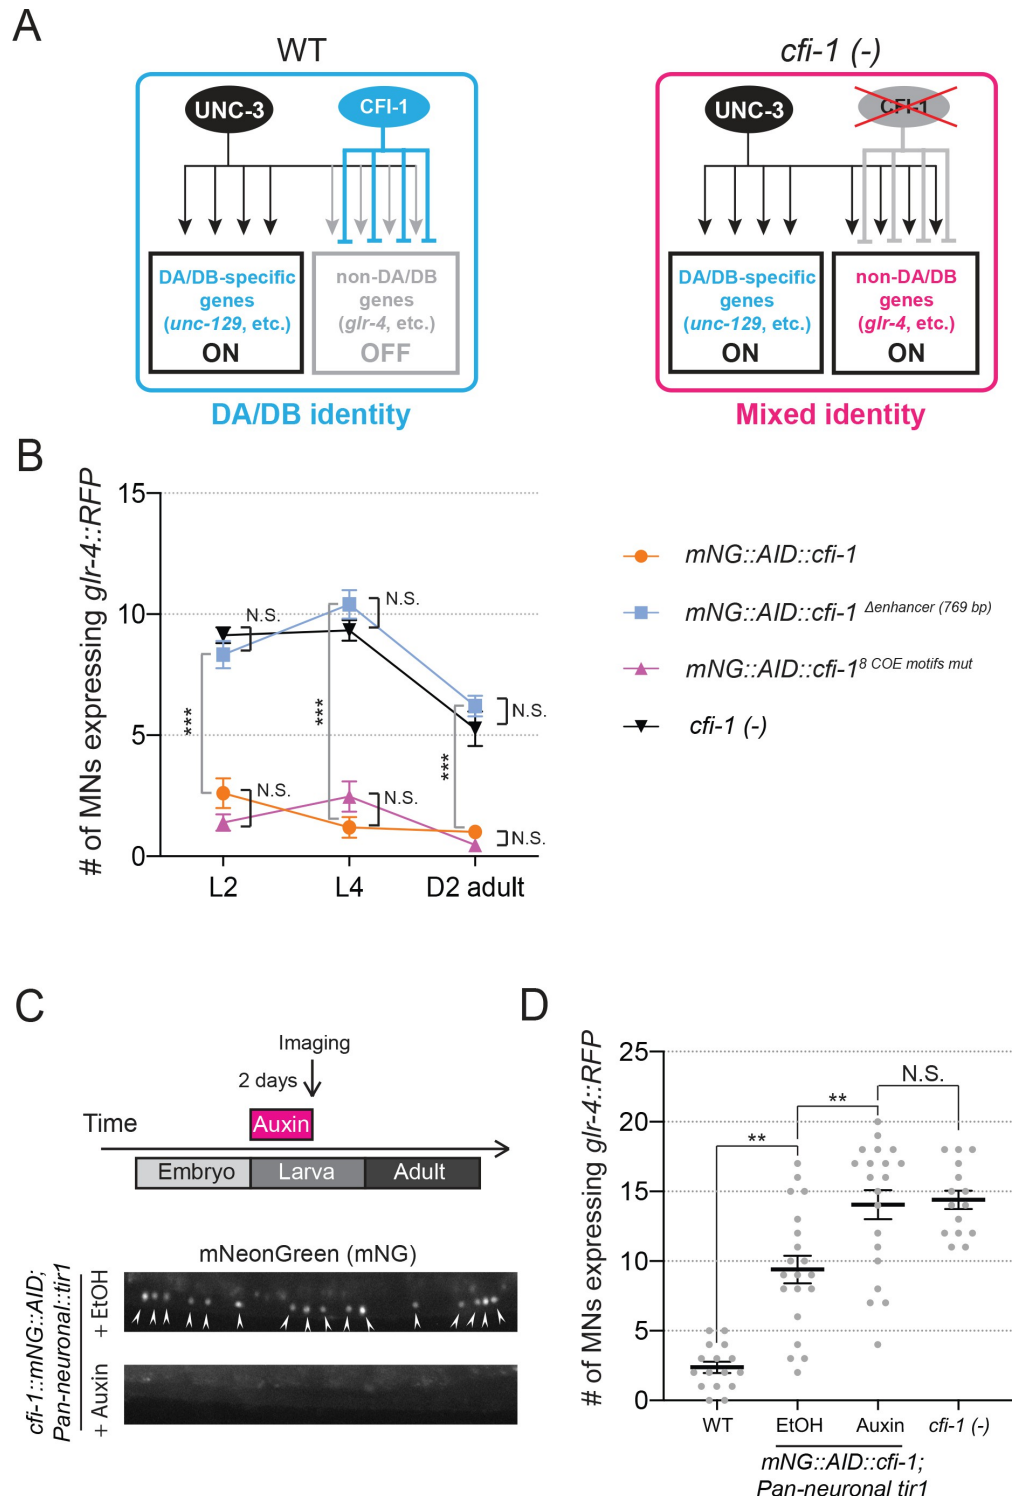 A
WT
cfi-1 (-)
UNC-3
CFI-1
UNC-3
CFI-1
DA/DB-specific
genes
(unc-129, etc.)
ON
non-DA/DB
genes
(glr-4, etc.)
OFF
DA/DB-specific
genes
(unc-129, etc.)
ON
non-DA/DB
genes
(glr-4, etc.)
ON
DA/DB identity
Mixed identity
B
# of MNs expressing glr-4::RFP
15
10
5
0
N.S.
N.S.
N.S.
N.S.
N.S.
N.S.
***
***
***
L2
L4
D2 adult
mNG::AID::cfi-1
mNG::AID::cfi-1 Δenhancer (769 bp)
mNG::AID::cfi-1 8 COE motifs mut
cfi-1 (-)
C
Imaging
2 days
Time
Auxin
Embryo
Larva
Adult
mNeonGreen (mNG)
cfi-1::mNG::AID;
Pan-neuronal::tir1
+ EtOH
+ Auxin
D
# of MNs expressing glr-4::RFP
25
20
15
10
5
0
**
**
N.S.
WT
EtOH
Auxin
cfi-1 (-)
mNG::AID::cfi-1;
Pan-neuronal tir1